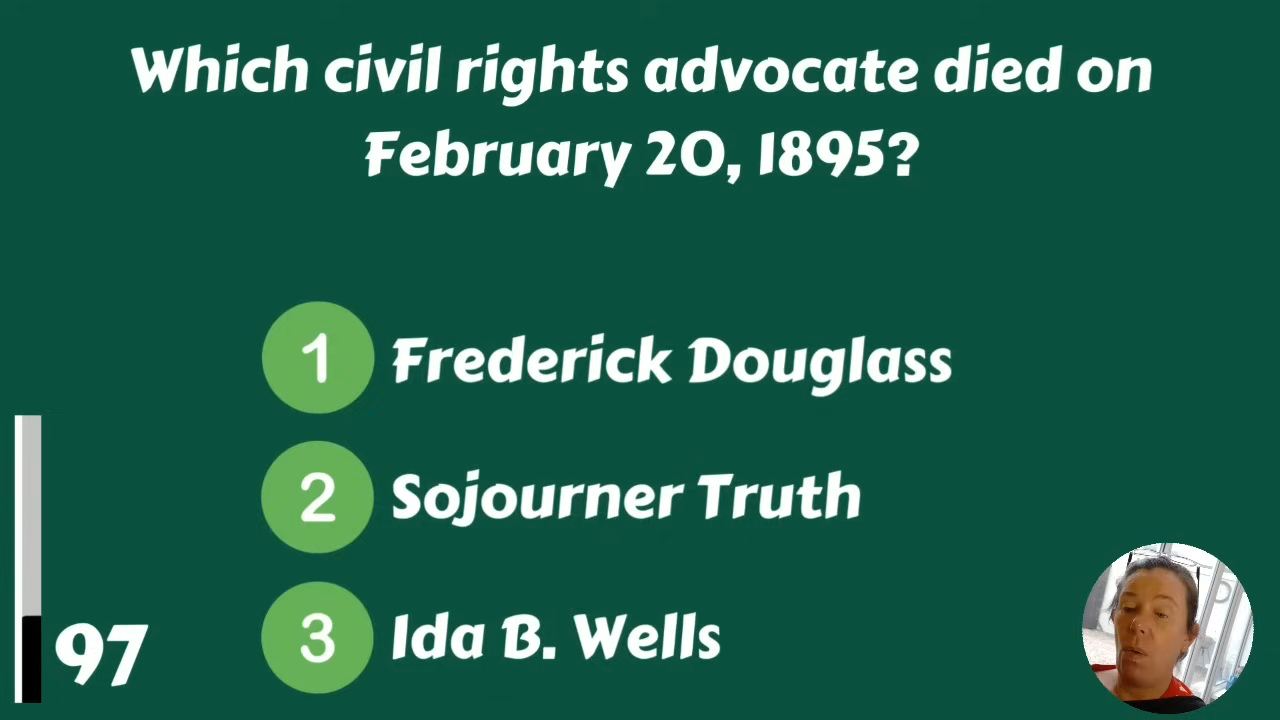 Which civil rights advocate died on
February 20, 1895?
1 Frederick Douglass
2 Sojourner Truth
3 Ida B. Wells
97